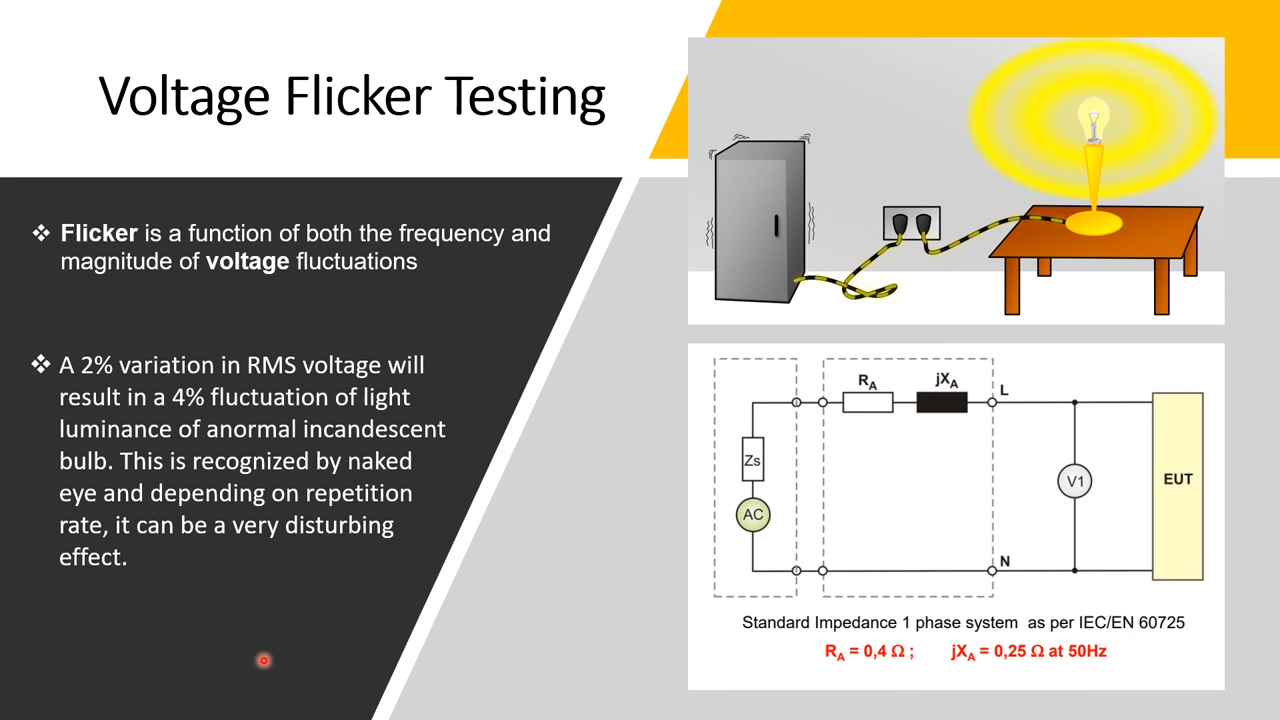 Voltage Flicker Testing
❖ Flicker is a function of both the frequency and
magnitude of voltage fluctuations
❖ A 2% variation in RMS voltage will
result in a 4% fluctuation of light
luminance of anormal incandescent
bulb. This is recognized by naked
eye and depending on repetition
rate, it can be a very disturbing
effect.
RA
jXA
L
Zs
AC
V1
EUT
N
Standard Impedance 1 phase system as per IEC/EN 60725
RA = 0,4 Ω ; jXA = 0,25 Ω at 50Hz